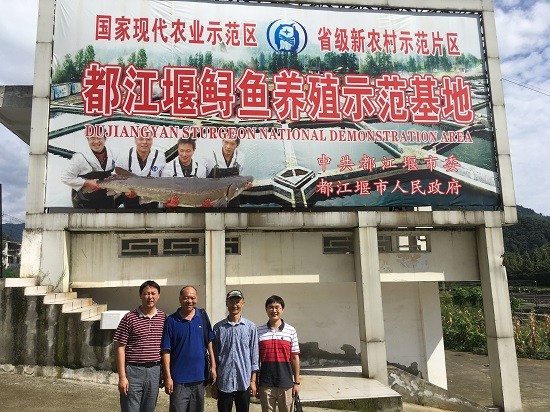 国家现代农业示范区
省级新农村示范片区
都江堰鲟鱼养殖示范基地
DUJIANGYAN STURGEON NATIONAL DEMONSTRATION AREA
中共都江堰市委
都江堰市人民政府